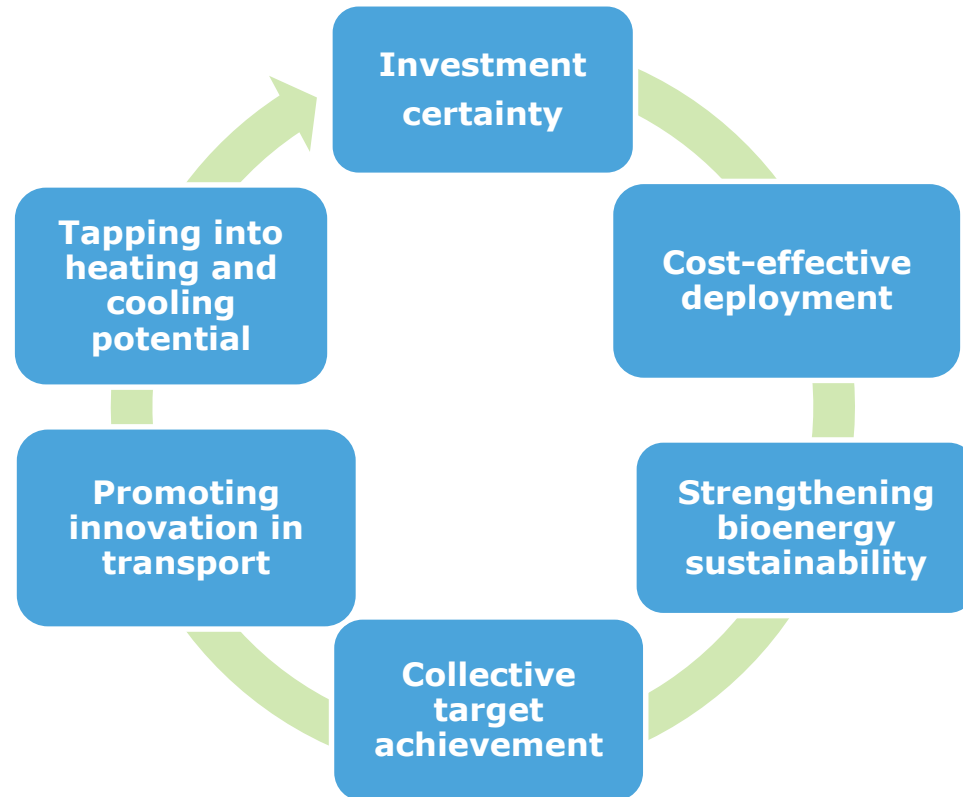 Investment
certainty
Cost-effective
deployment
Strengthening
bioenergy
sustainability
Collective
target
achievement
Promoting
innovation in
transport
Tapping into
heating and
cooling
potential